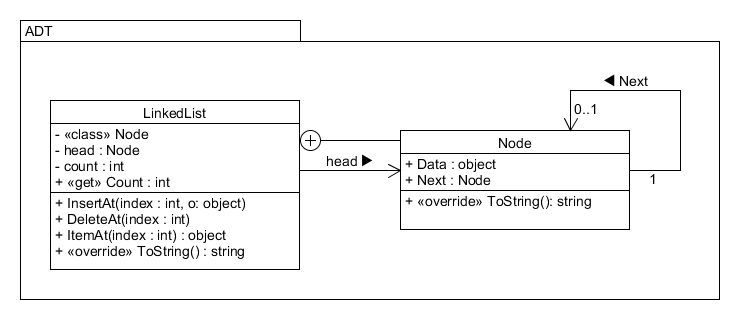 ADT
LinkedList
- «class» Node
- head : Node
- count : int
+ «get» Count : int
+ InsertAt(index : int, o: object)
+ DeleteAt(index : int)
+ ItemAt(index : int) : object
+ «override» ToString() : string
head ▶
◀ Next
0..1
Node
+ Data : object
+ Next : Node
+ «override» ToString(): string
1